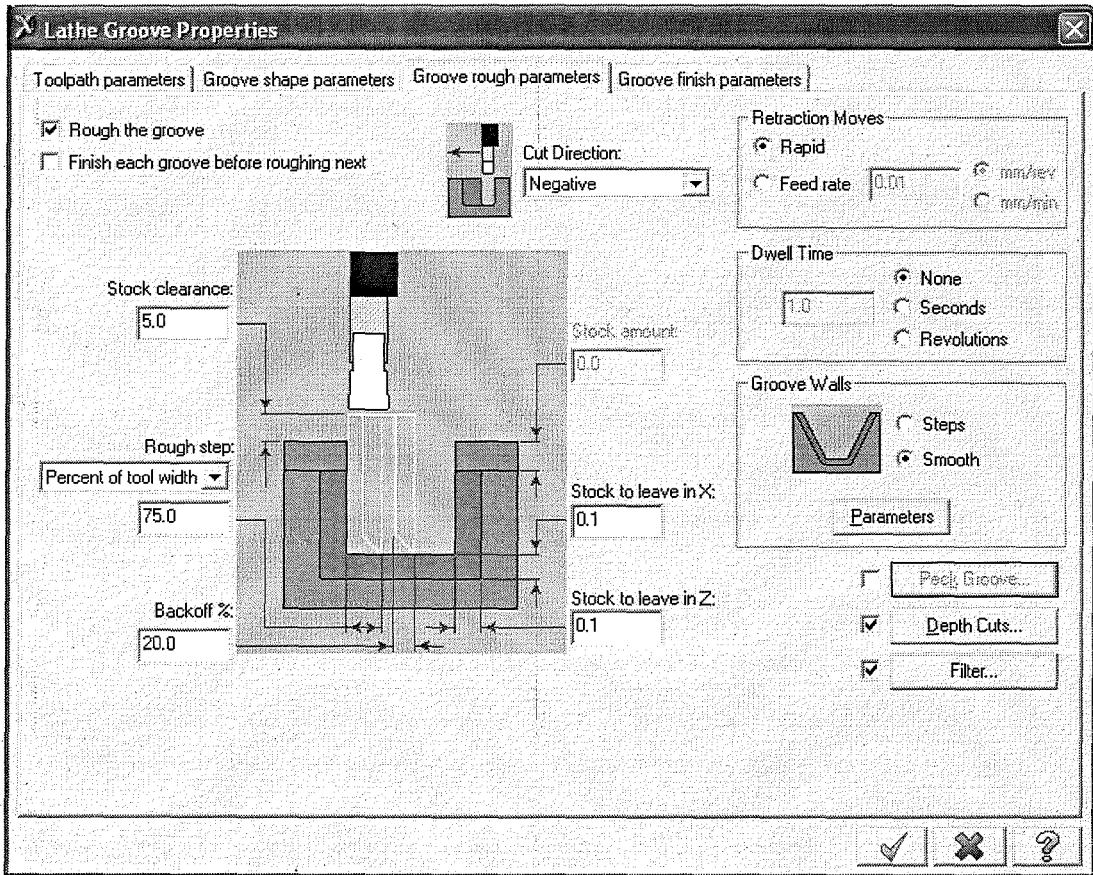 Lathe Groove Properties
Toolpath parameters
Groove shape parameters
Groove rough parameters
Groove finish parameters
Rough the groove
Finish each groove before roughing next
Cut Direction:
Negative
Retraction Moves
Rapid
Feed rate
0.01
mm/rev
mm/min
Dwell Time
1.0
None
Seconds
Revolutions
Stock clearance:
5.0
Stock amount:
0.0
Groove Walls
Steps
Smooth
Parameters
Rough step:
Percent of tool width
75.0
Stock to leave in X:
0.1
Backoff %:
20.0
Stock to leave in Z:
0.1
Peck Groove...
Depth Cuts...
Filter...